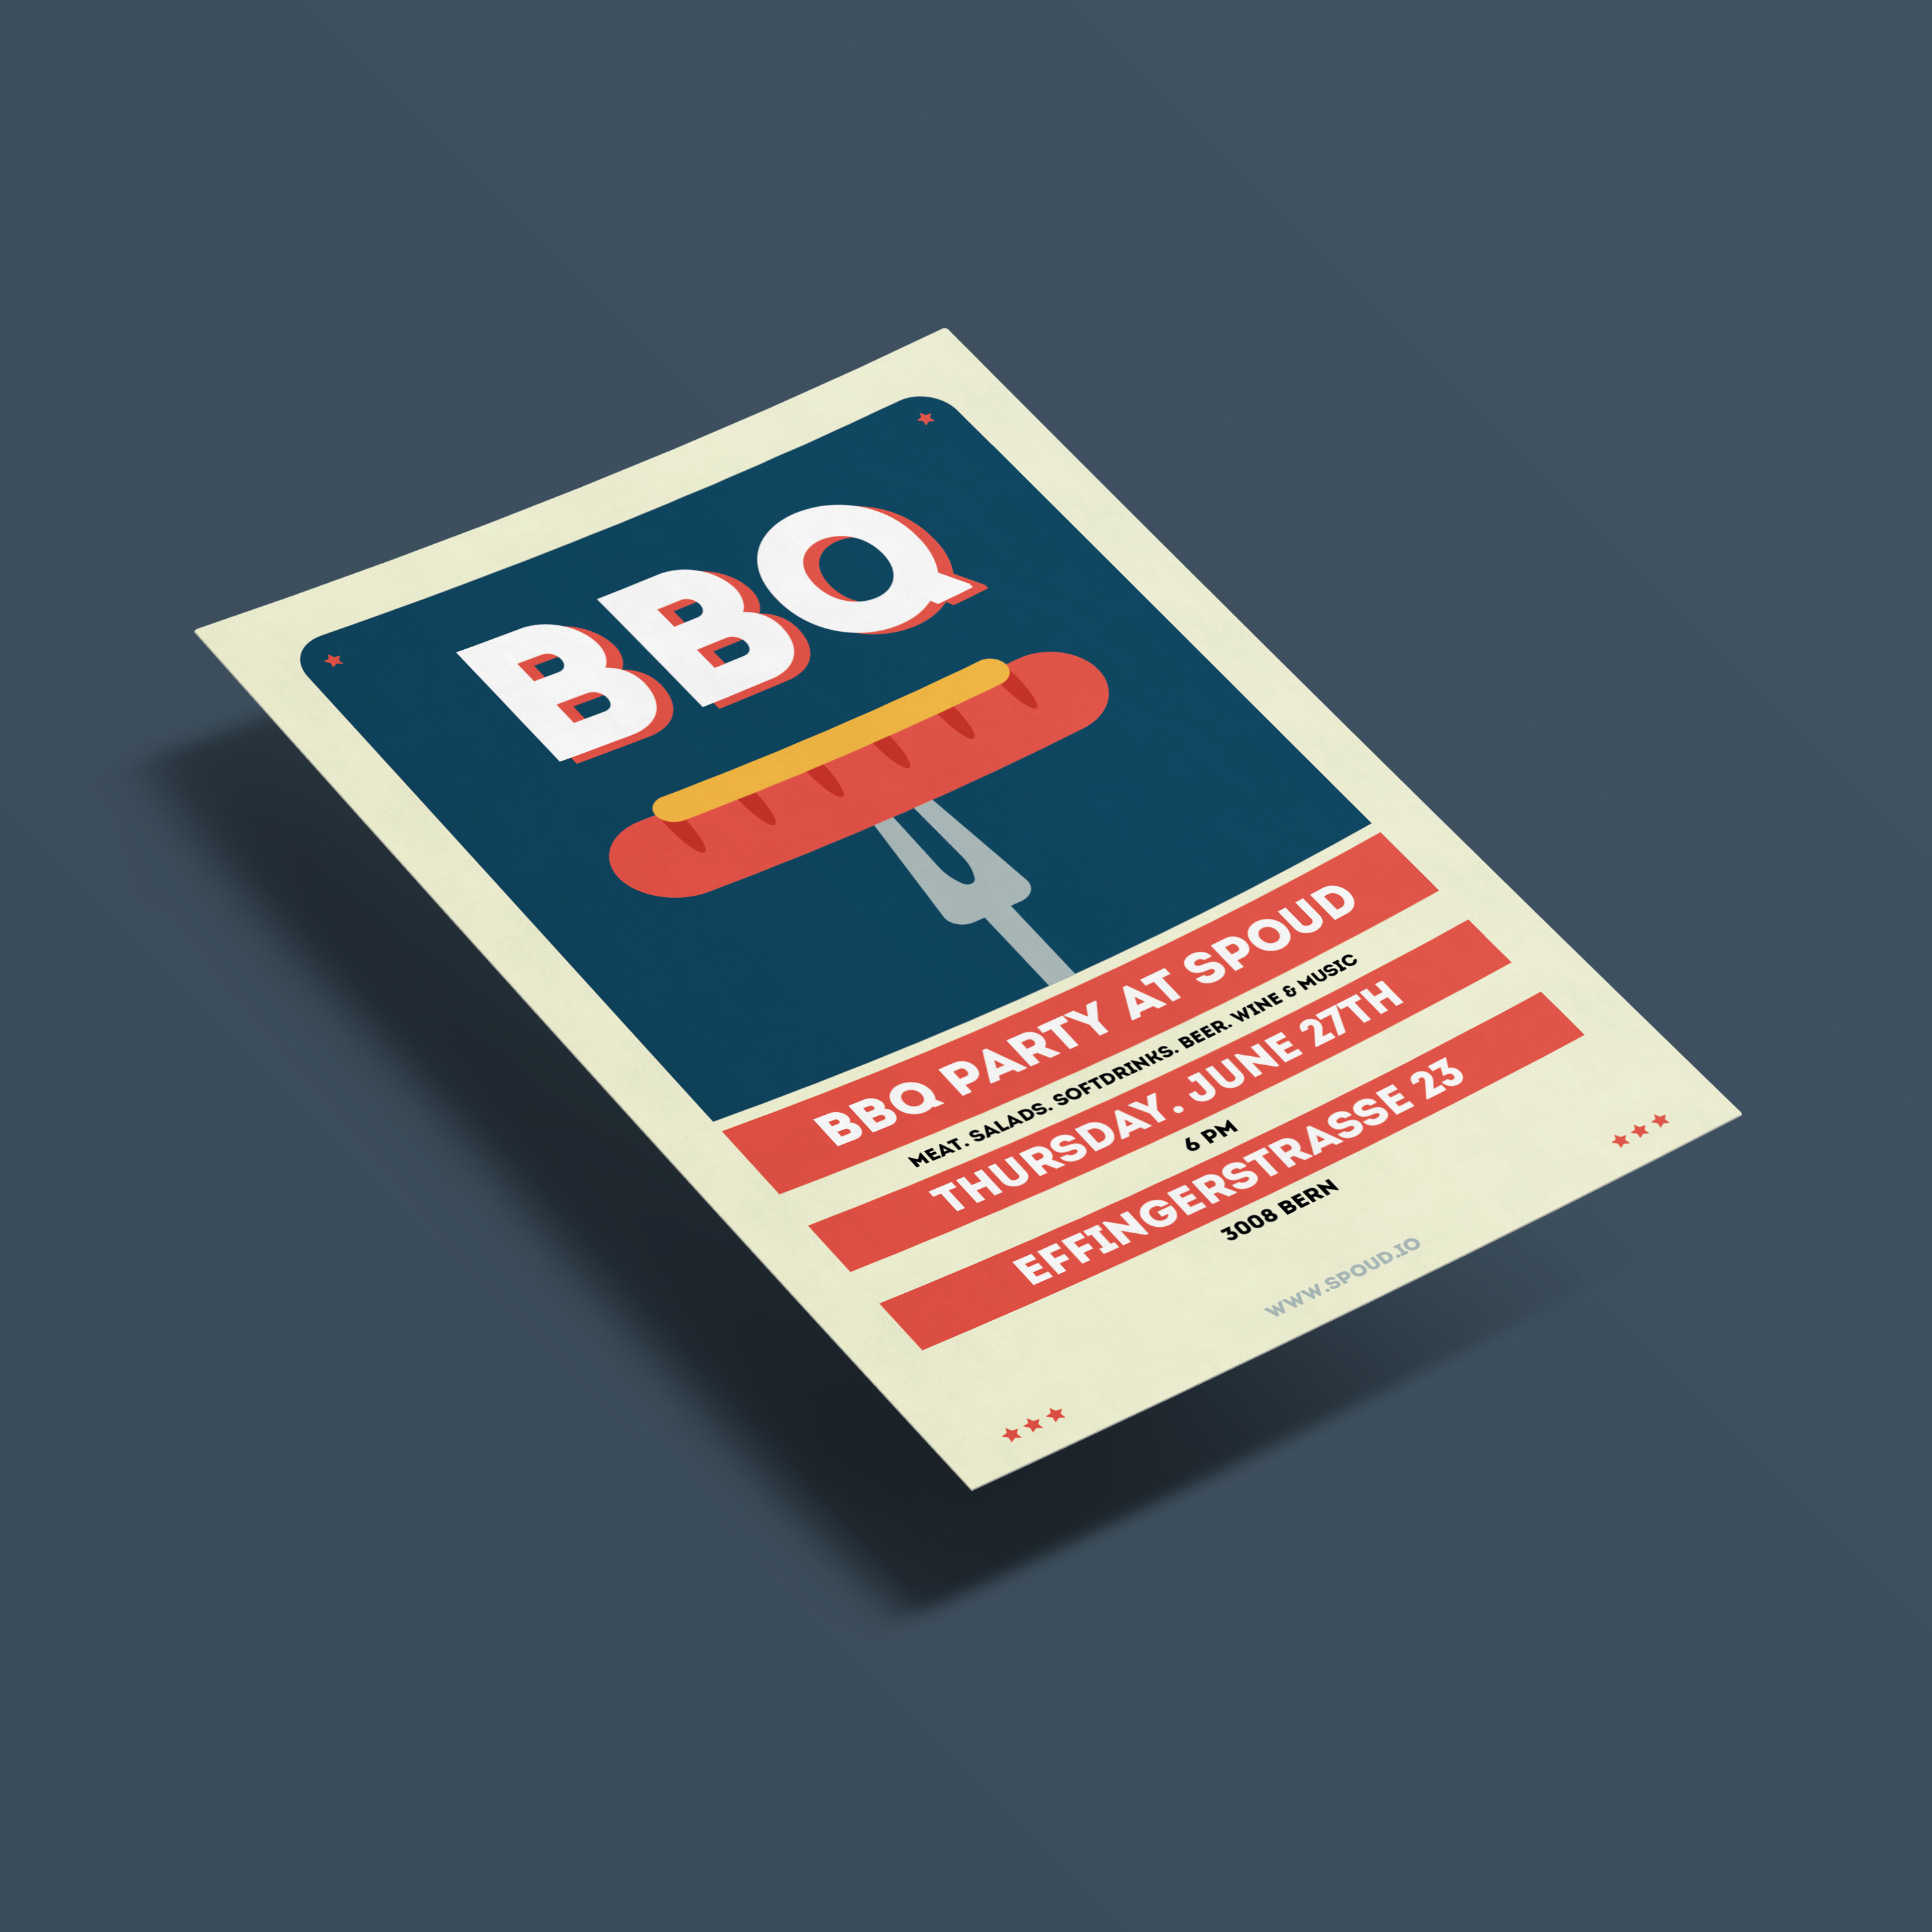 BBQ
BBQ PARTY AT SPOUD
MEAT. SALADS. SOFTDRINKS. BEER. WINE & MUSIC
THURSDAY. JUNE 27TH
6 PM
EFFINGERSTRASSE 23
3008 BERN
WWW.SPOUD.IO